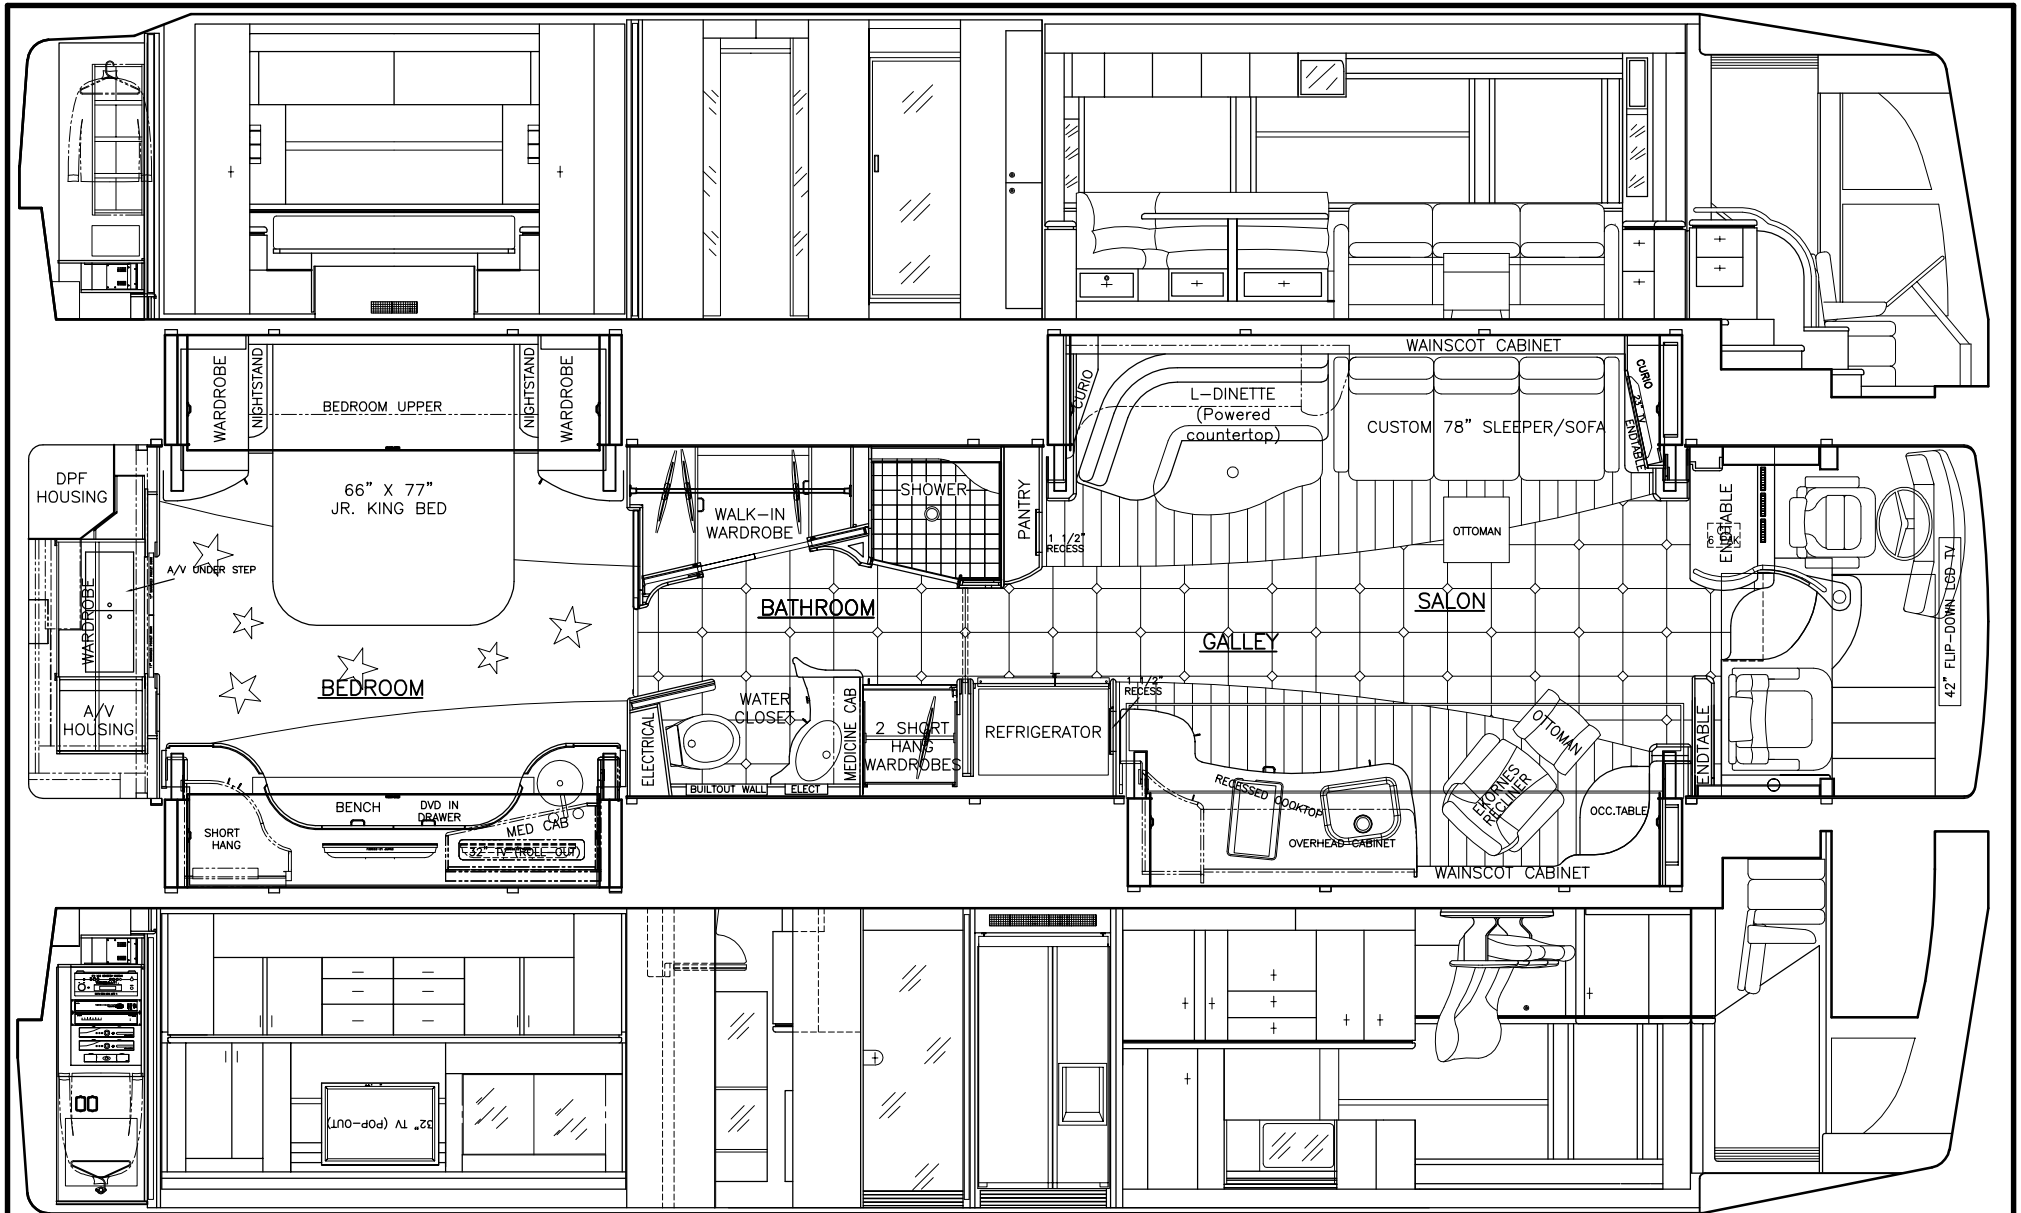 WARDROBE
NIGHTSTAND
BEDROOM UPPER
NIGHTSTAND
WARDROBE
66" X 77"
JR. KING BED
DPF
HOUSING
WARDROBE
A/V UNDER STEP
A/V
HOUSING
BEDROOM
BENCH
DVD IN
DRAWER
SHORT
HANG
MED CAB
32" TV (ROLL-OUT)
WALK-IN
WARDROBE
SHOWER
PANTRY
1 1/2"
RECESS
BATHROOM
WATER
CLOSET
ELECTRICAL
BUILTOUT WALL
ELECT
MEDICINE CAB
2 SHORT
HANG
WARDROBES
REFRIGERATOR
1 1/2"
RECESS
WAINSCOT CABINET
CURIO
L-DINETTE
(Powered
countertop)
CUSTOM 78" SLEEPER/SOFA
CURIO
23" TV
ENDTABLE
OTTOMAN
SALON
GALLEY
ENDTABLE
6 PAK
42" FLIP-DOWN LCD TV
ENDTABLE
OTTOMAN
EKORNES
RECLINER
OCC.TABLE
RECESSED COOKTOP
OVERHEAD CABINET
WAINSCOT CABINET
32" TV (POP-OUT)